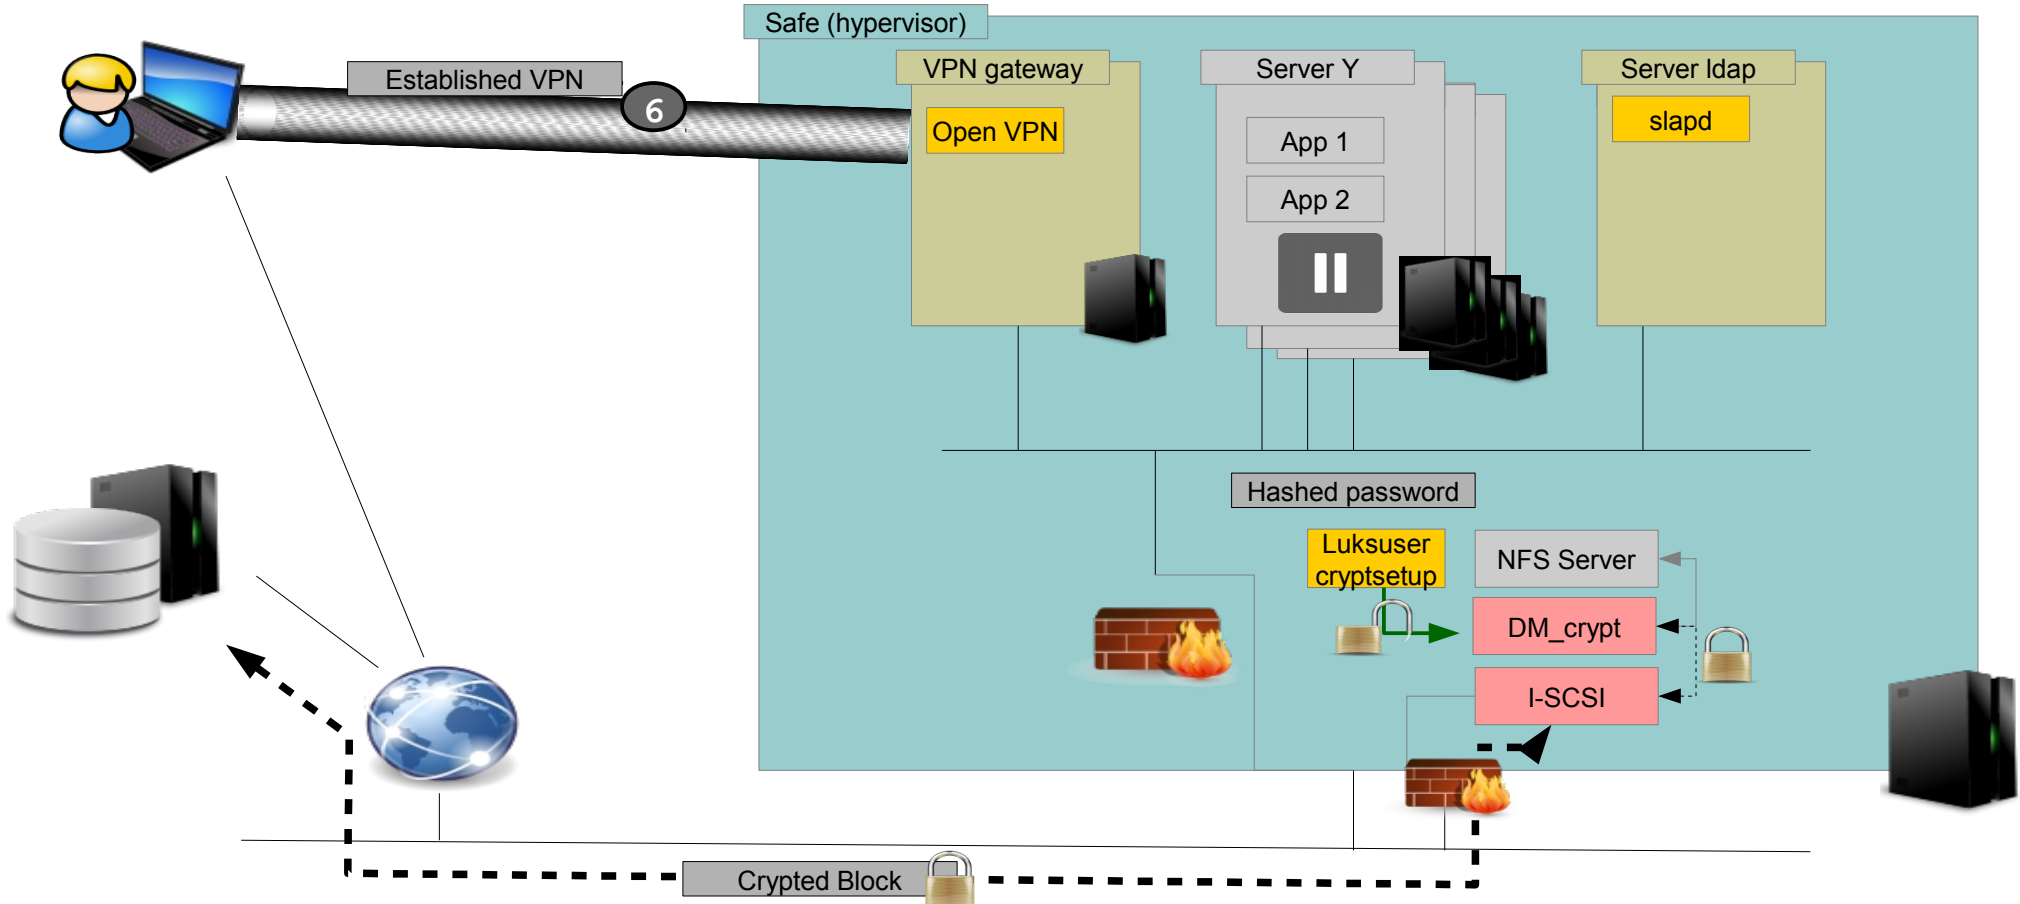 Safe (hypervisor)
Established VPN
6
VPN gateway
Open VPN
Server Y
App 1
App 2
Server ldap
slapd
Hashed password
Luksuser
cryptsetup
NFS Server
DM_crypt
I-SCSI
Crypted Block